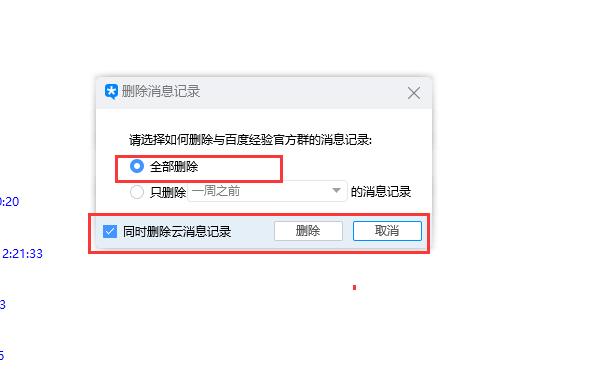 删除消息记录
请选择如何删除与百度经验官方群的消息记录:
全部删除
只删除 一周之前 的消息记录
0:20
2:21:33
同时删除云消息记录 删除 取消
3
5